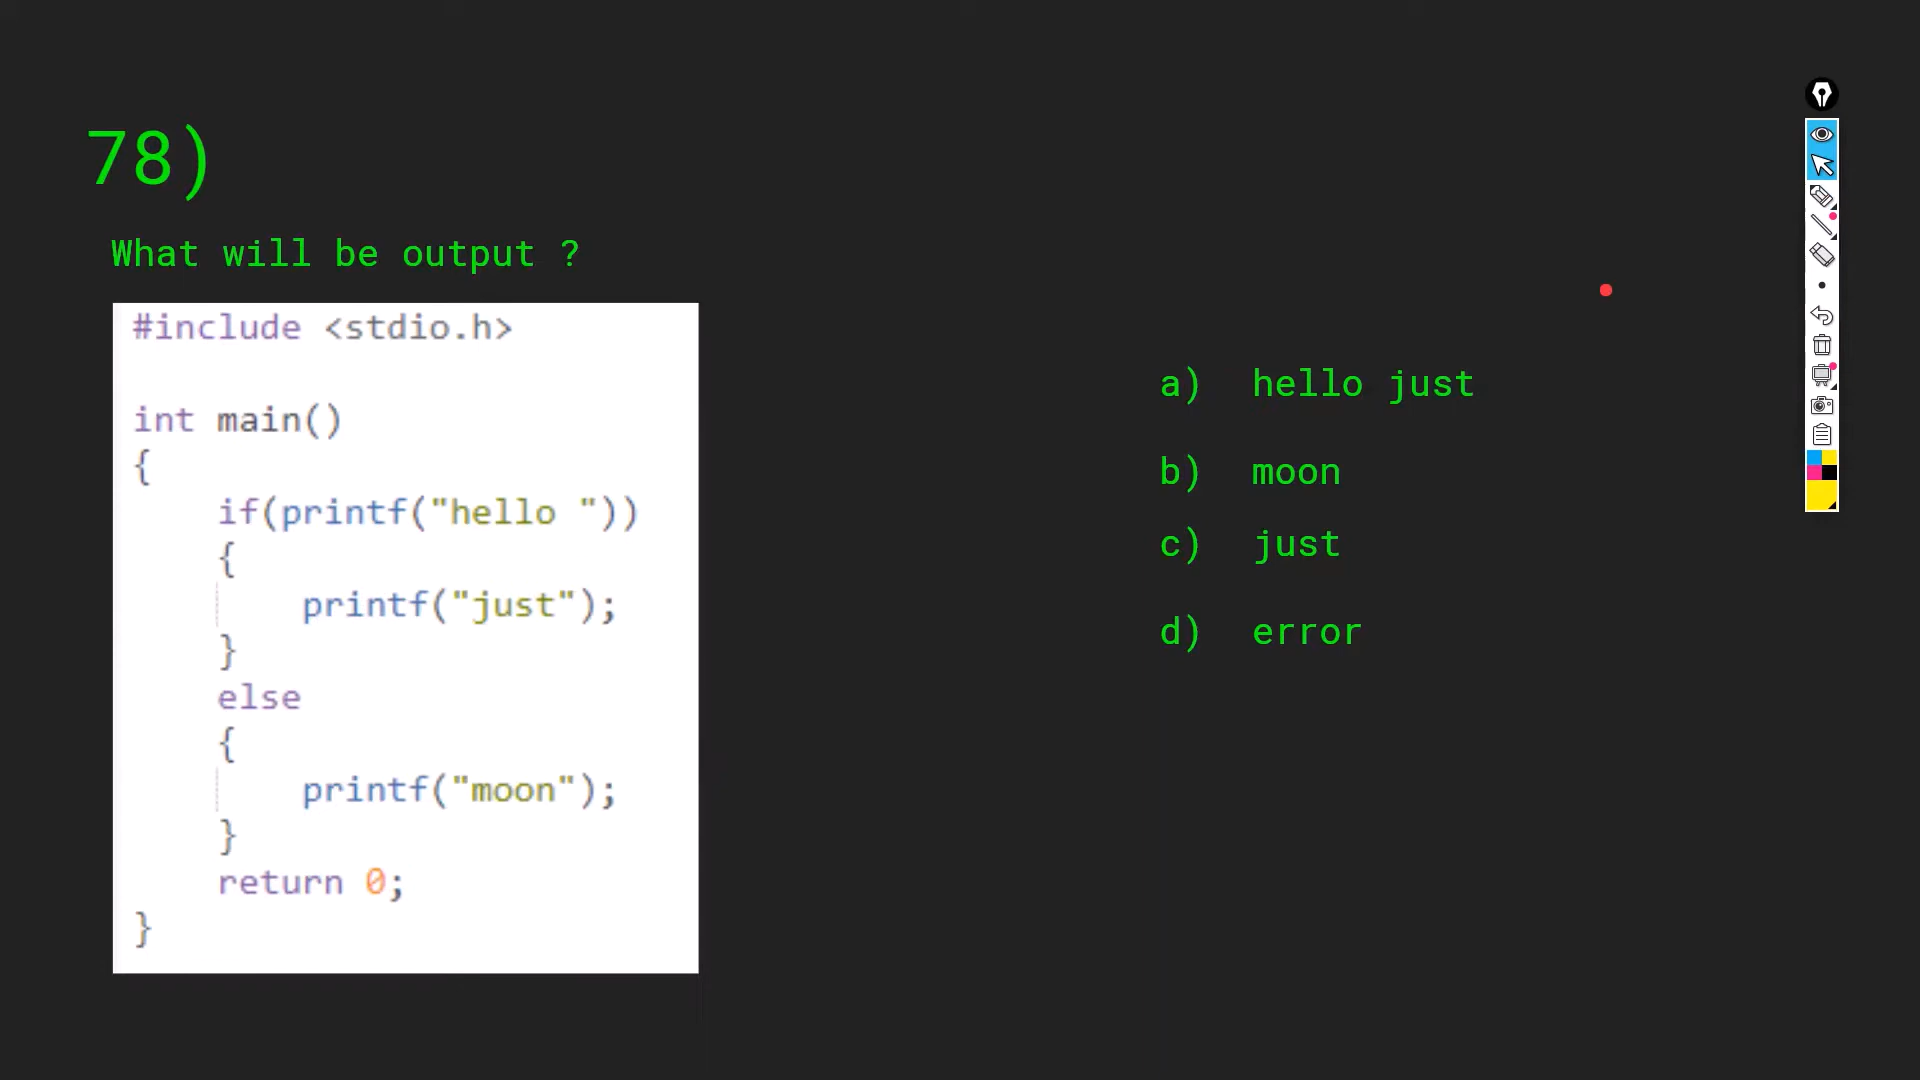 78)
What will be output ?
#include <stdio.h>
int main()
{
if(printf("hello "))
{
printf("just");
}
else
{
printf("moon");
}
return 0;
}
a) hello just
b) moon
c) just
d) error